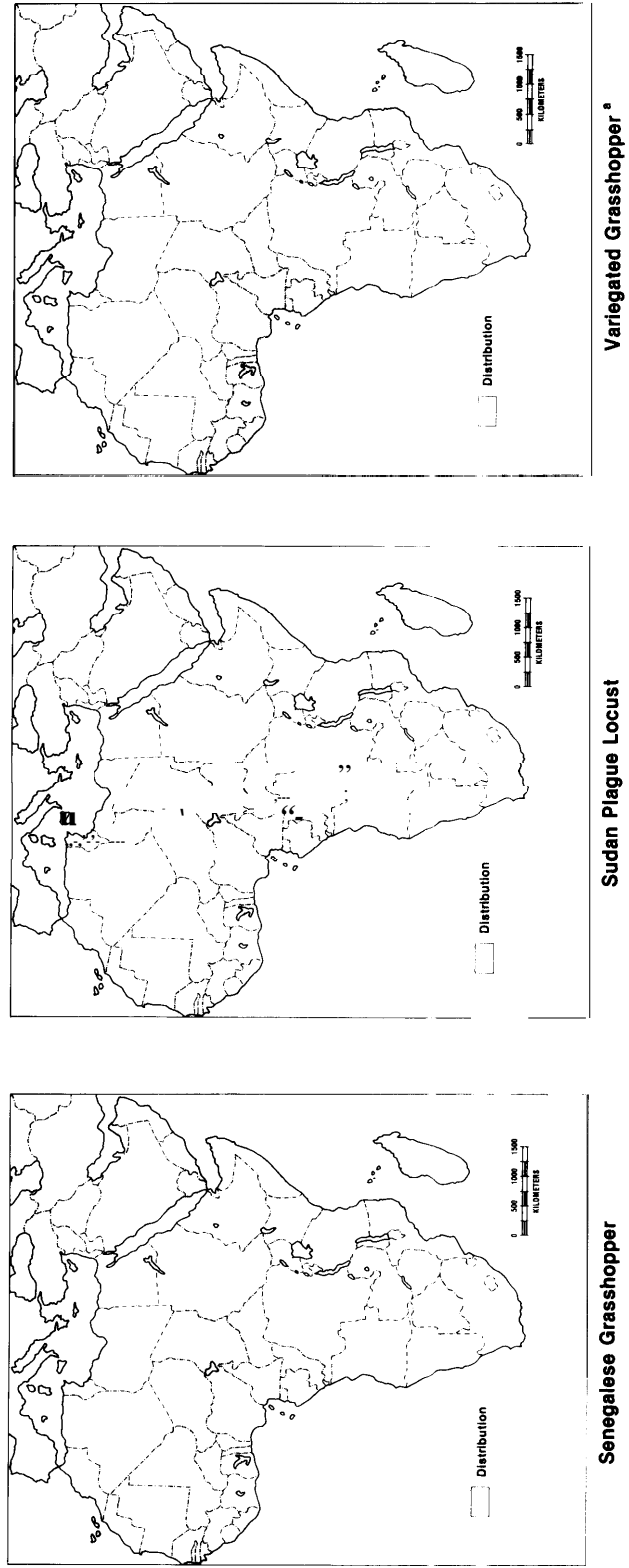 Distribution
0 500 1000 1500
KILOMETERS
Senegalese Grasshopper
Distribution
0 500 1000 1500
KILOMETERS
Sudan Plague Locust
Distribution
0 500 1000 1500
KILOMETERS
Variegated Grasshopper a